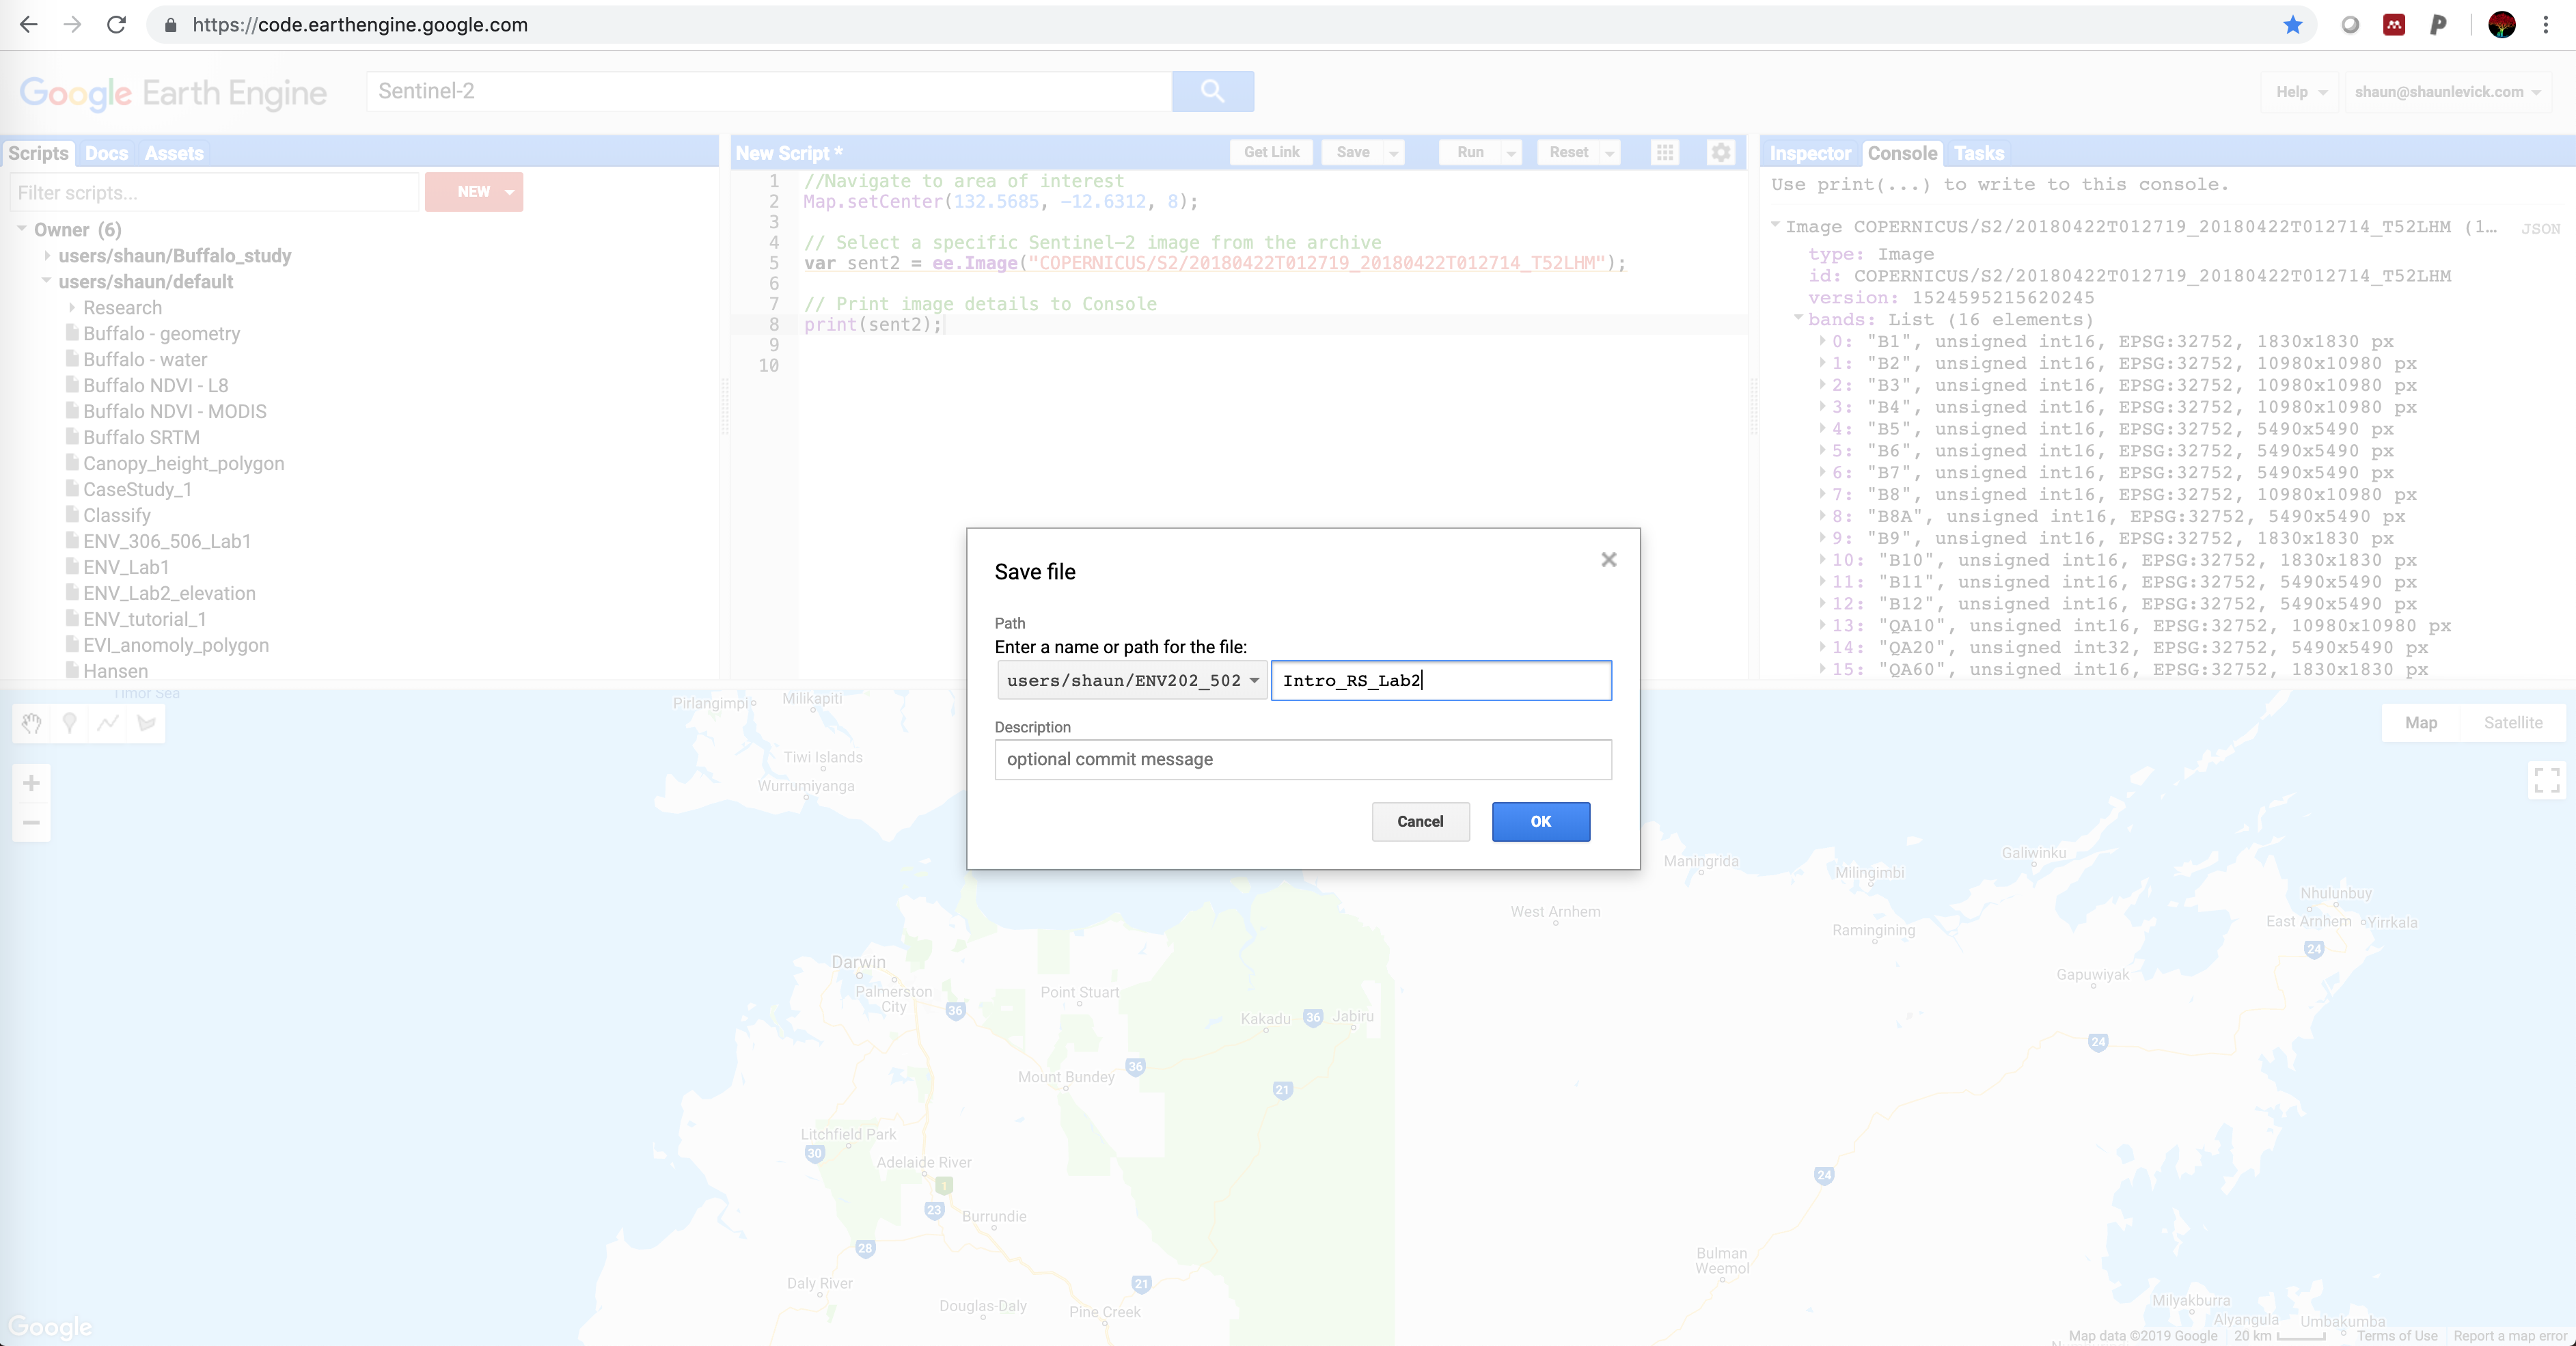 https://code.earthengine.google.com
Google Earth Engine
Sentinel-2
Help
shaun@shaunlevick.com
Scripts Docs Assets
Filter scripts...
NEW
Owner (6)
users/shaun/Buffalo_study
users/shaun/default
Research
Buffalo - geometry
Buffalo - water
Buffalo NDVI - L8
Buffalo NDVI - MODIS
Buffalo SRTM
Canopy_height_polygon
CaseStudy_1
Classify
ENV_306_506_Lab1
ENV_Lab1
ENV_Lab2_elevation
ENV_tutorial_1
EVI_anomoly_polygon
Hansen
New Script *
Get Link Save Run Reset
1 //Navigate to area of interest
2 Map.setCenter(132.5685, -12.6312, 8);
3
4 // Select a specific Sentinel-2 image from the archive
5 var sent2 = ee.Image("COPERNICUS/S2/20180422T012719_20180422T012714_T52LHM");
6
7 // Print image details to Console
8 print(sent2);
9
10
Inspector Console Tasks
Use print(...) to write to this console.
Image COPERNICUS/S2/20180422T012719_20180422T012714_T52LHM (1... JSON
type: Image
id: COPERNICUS/S2/20180422T012719_20180422T012714_T52LHM
version: 1524595215620245
bands: List (16 elements)
0: "B1", unsigned int16, EPSG:32752, 1830x1830 px
1: "B2", unsigned int16, EPSG:32752, 10980x10980 px
2: "B3", unsigned int16, EPSG:32752, 10980x10980 px
3: "B4", unsigned int16, EPSG:32752, 10980x10980 px
4: "B5", unsigned int16, EPSG:32752, 5490x5490 px
5: "B6", unsigned int16, EPSG:32752, 5490x5490 px
6: "B7", unsigned int16, EPSG:32752, 5490x5490 px
7: "B8", unsigned int16, EPSG:32752, 10980x10980 px
8: "B8A", unsigned int16, EPSG:32752, 5490x5490 px
9: "B9", unsigned int16, EPSG:32752, 1830x1830 px
10: "B10", unsigned int16, EPSG:32752, 1830x1830 px
11: "B11", unsigned int16, EPSG:32752, 5490x5490 px
12: "B12", unsigned int16, EPSG:32752, 5490x5490 px
13: "QA10", unsigned int16, EPSG:32752, 10980x10980 px
14: "QA20", unsigned int32, EPSG:32752, 5490x5490 px
15: "QA60", unsigned int16, EPSG:32752, 1830x1830 px
Save file
Path
Enter a name or path for the file:
users/shaun/ENV202_502
Intro_RS_Lab2
Description
optional commit message
Cancel
OK
Timor Sea
Pirlangimpi
Milikapiti
Tiwi Islands
Wurrumiyanga
Map Satellite
Maningrida
Galiwinku
Milingimbi
Nhulunbuy
West Arnhem
East Arnhem
Yirrkala
Ramingining
24
Darwin
Palmerston
City
Point Stuart
36
Kakadu
36
Jabiru
Gapuwiyak
24
Mount Bundey
36
21
Litchfield Park
30
Adelaide River
1
24
23
Burrundie
28
Bulman
Weemol
Daly River
21
Douglas-Daly
Pine Creek
Milyakburra
Alyangula
Umbakumba
Google
Map data ©2019 Google
20 km
Terms of Use
Report a map error